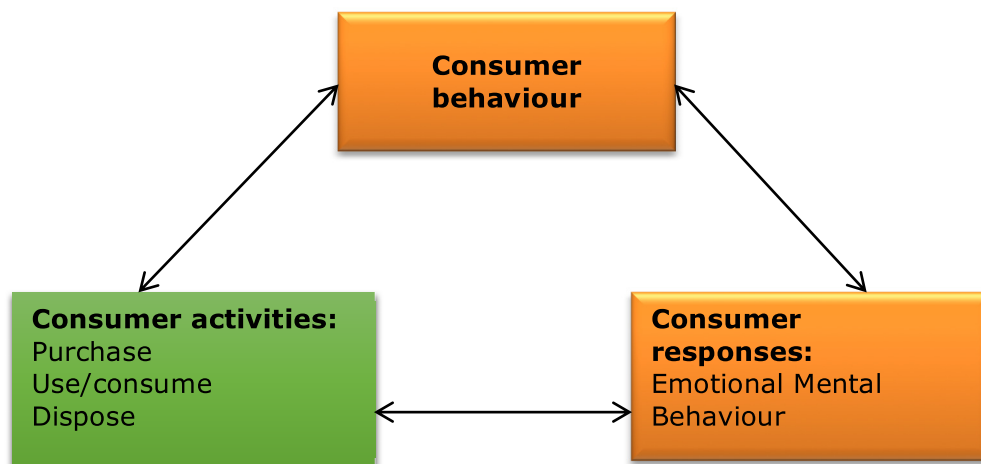 Consumer
behaviour
Consumer activities:
Purchase
Use/consume
Dispose
Consumer
responses:
Emotional Mental
Behaviour